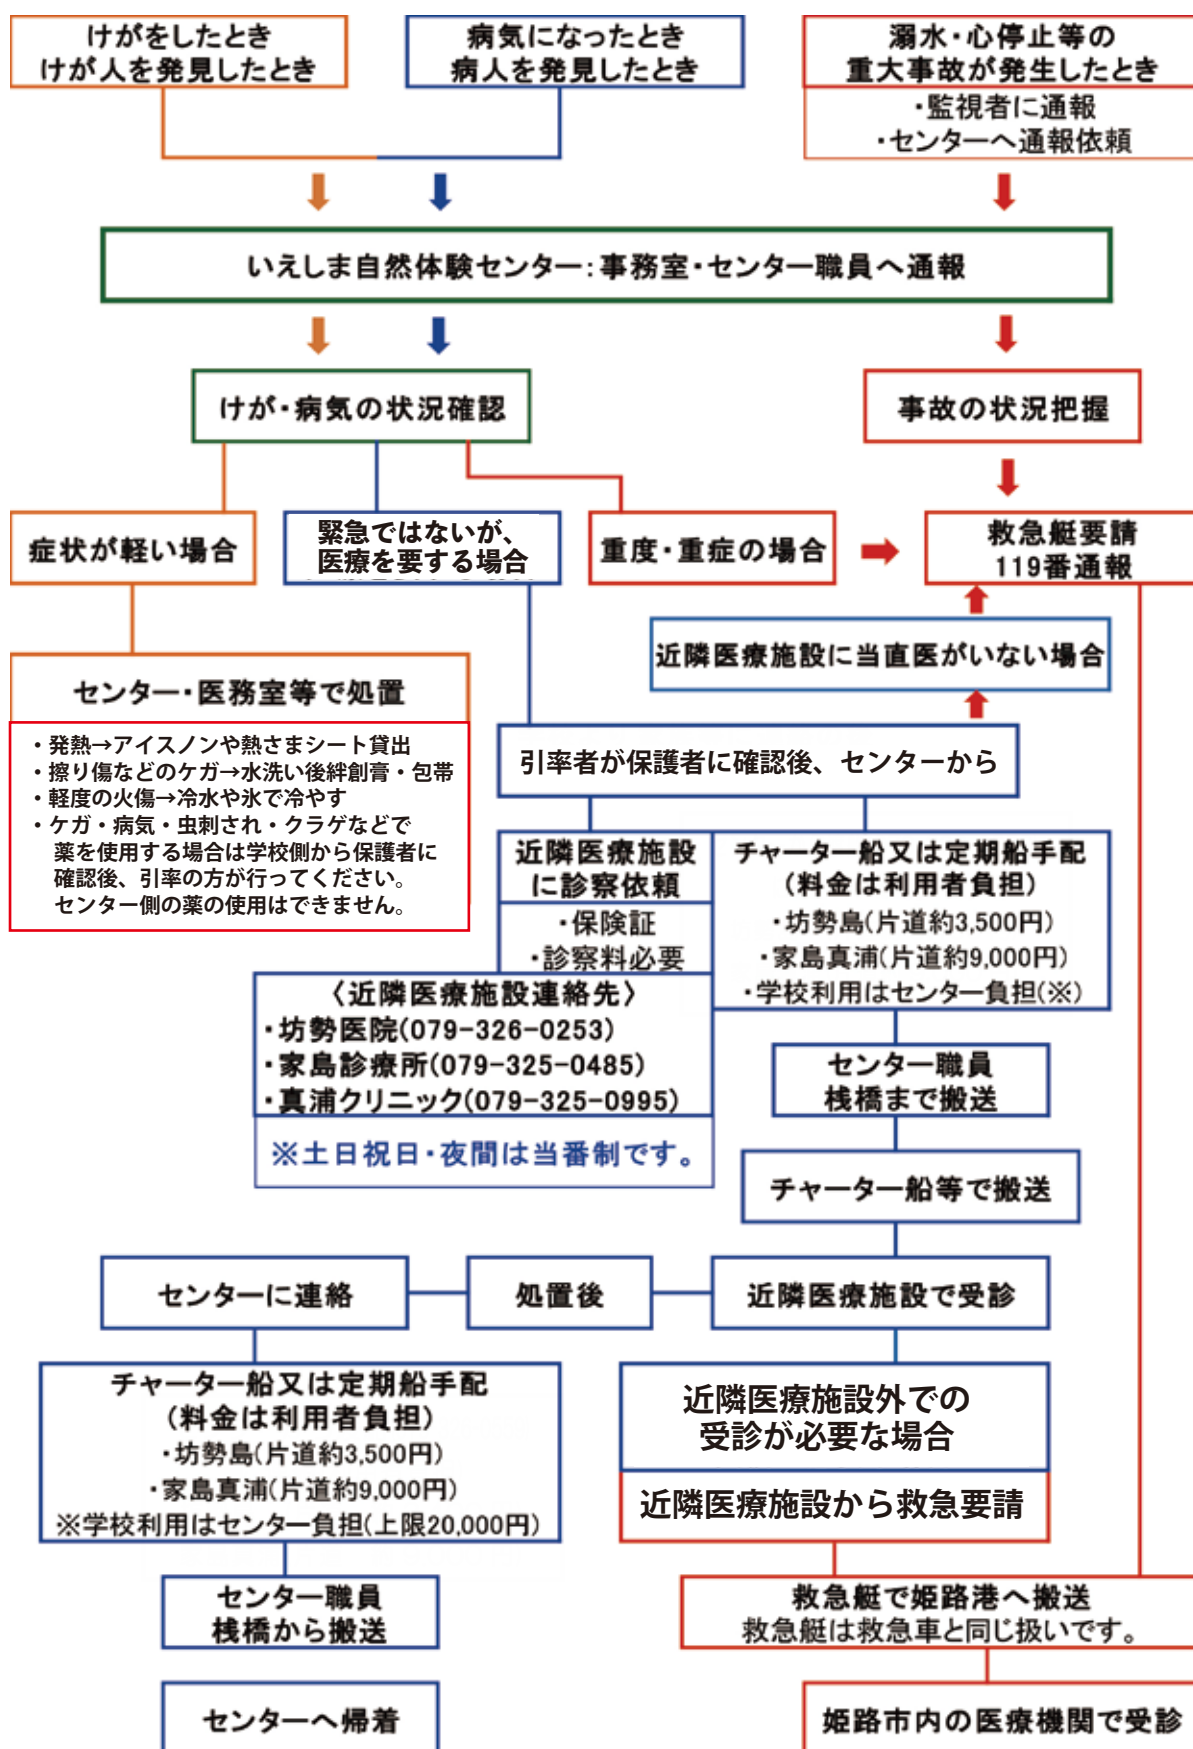 けがをしたとき
けが人を発見したとき
病気になったとき
病人を発見したとき
溺水・心停止等の
重大事故が発生したとき
・監視者に通報
・センターへ通報依頼
いえしま自然体験センター：事務室・センター職員へ通報
けが・病気の状況確認
事故の状況把握
症状が軽い場合
緊急ではないが、
医療を要する場合
重度・重症の場合
救急艇要請
119番通報
近隣医療施設に当直医がいない場合
センター・医務室等で処置
・発熱→アイスノンや熱さまシート貸出
・擦り傷などのケガ→水洗い後絆創膏・包帯
・軽度の火傷→冷水や氷で冷やす
・ケガ・病気・虫刺され・クラゲなどで
薬を使用する場合は学校側から保護者に
確認後、引率の方が行ってください。
センター側の薬の使用はできません。
引率者が保護者に確認後、センターから
近隣医療施設
に診察依頼
・保険証
・診察料必要
チャーター船又は定期船手配
（料金は利用者負担）
・坊勢島（片道約3,500円）
・家島真浦（片道約9,000円）
・学校利用はセンター負担（※）
〈近隣医療施設連絡先〉
・坊勢医院(079-326-0253)
・家島診療所(079-325-0485)
・真浦クリニック(079-325-0995)
※土日祝日・夜間は当番制です。
センター職員
桟橋まで搬送
チャーター船等で搬送
近隣医療施設で受診
処置後
センターに連絡
チャーター船又は定期船手配
（料金は利用者負担）
・坊勢島（片道約3,500円）
・家島真浦（片道約9,000円）
※学校利用はセンター負担（上限20,000円）
近隣医療施設外での
受診が必要な場合
近隣医療施設から救急要請
センター職員
桟橋から搬送
救急艇で姫路港へ搬送
救急艇は救急車と同じ扱いです。
センターへ帰着
姫路市内の医療機関で受診